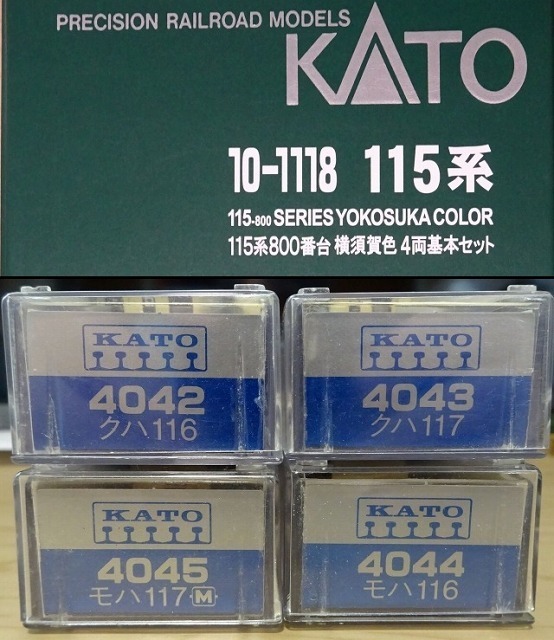 PRECISION RAILROAD MODELS
KATO
10-1118 115系
115-800 SERIES YOKOSUKA COLOR
115系800番台 横須賀色 4両基本セット
KATO
4042
クハ116
KATO
4043
クハ117
KATO
4045
モハ117 M
KATO
4044
モハ116